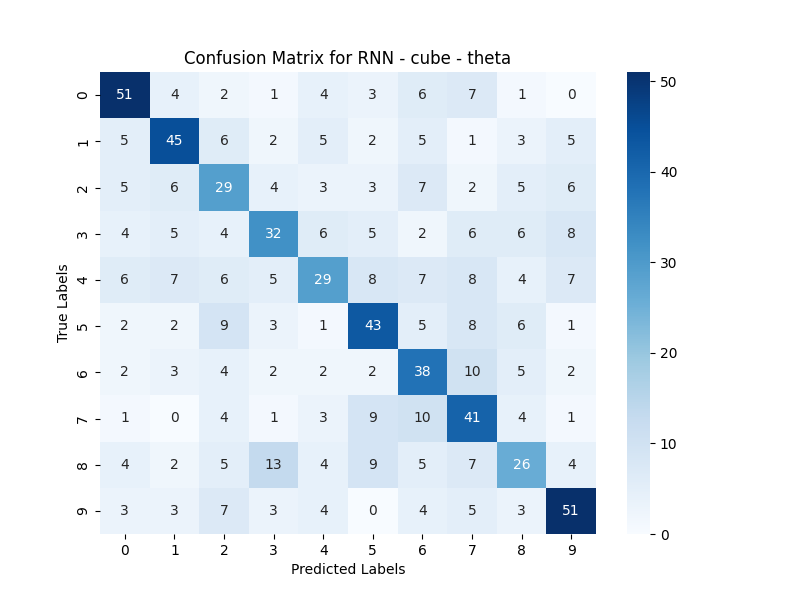 Confusion Matrix for RNN - cube - theta
0 51 4 2 1 4 3 6 7 1 0
1 5 45 6 2 5 2 5 1 3 5
2 5 6 29 4 3 3 7 2 5 6
3 4 5 4 32 6 5 2 6 6 8
4 6 7 6 5 29 8 7 8 4 7
5 2 2 9 3 1 43 5 8 6 1
6 2 3 4 2 2 2 38 10 5 2
7 1 0 4 1 3 9 10 41 4 1
8 4 2 5 13 4 9 5 7 26 4
9 3 3 7 3 4 0 4 5 3 51
0 1 2 3 4 5 6 7 8 9
Predicted Labels
True Labels
50
40
30
20
10
0